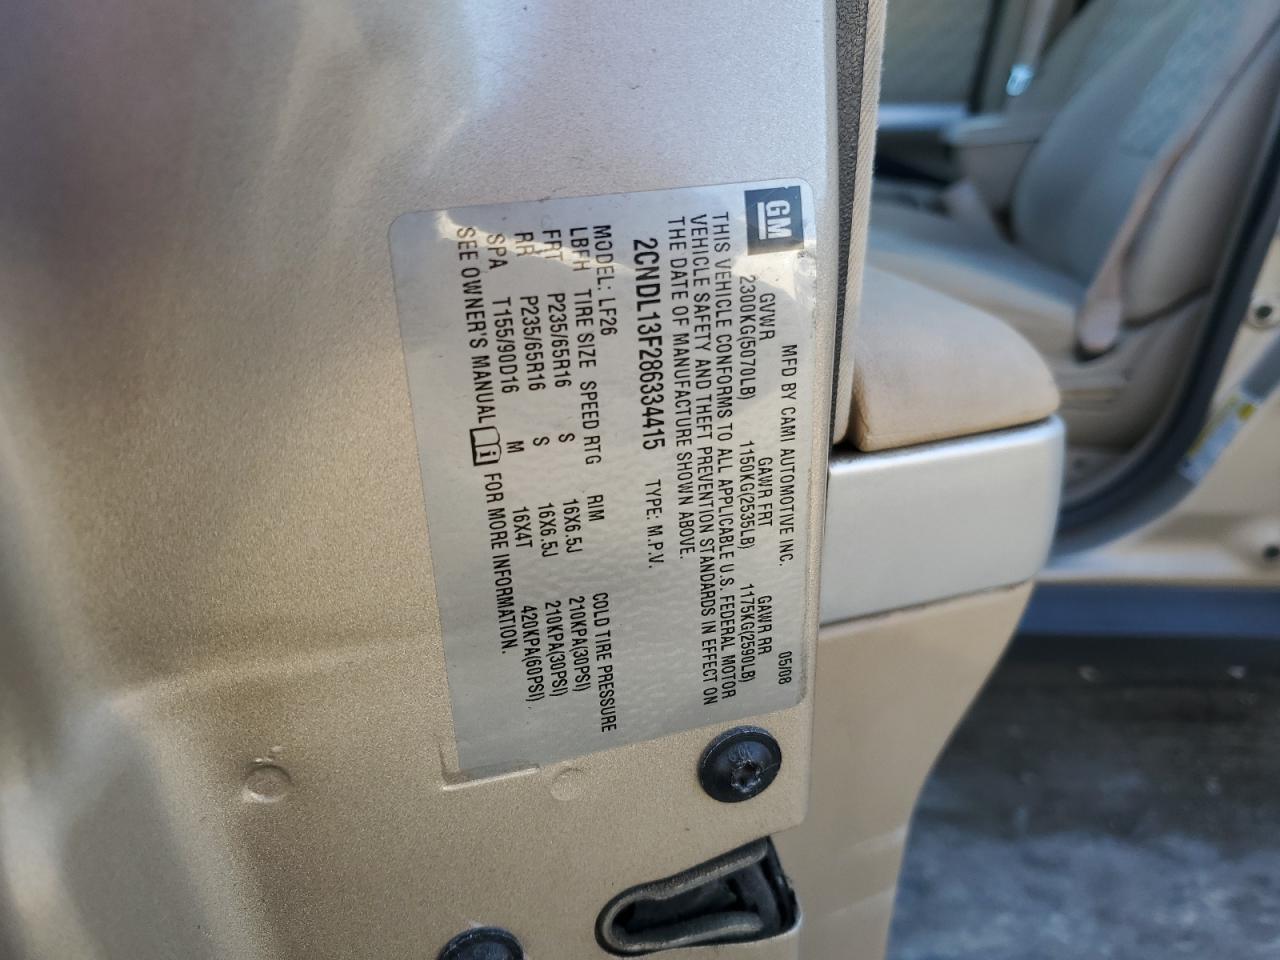 GM
MFD BY CAMI AUTOMOTIVE INC. 05/08
GVWR GAWR FRT GAWR RR
2300KG(5070LB) 1150KG(2535LB) 1175KG(2590LB)
THIS VEHICLE CONFORMS TO ALL APPLICABLE U.S. FEDERAL MOTOR
VEHICLE SAFETY AND THEFT PREVENTION STANDARDS IN EFFECT ON
THE DATE OF MANUFACTURE SHOWN ABOVE.
2CNDL13F286334415 TYPE: M.P.V.
MODEL: LF26
LBFH TIRE SIZE SPEED RTG RIM COLD TIRE PRESSURE
FRT P235/65R16 S 16X6.5J 210KPA(30PSI)
RR P235/65R16 S 16X6.5J 210KPA(30PSI)
SPA T155/90D16 M 16X4T 420KPA(60PSI)
SEE OWNER'S MANUAL FOR MORE INFORMATION.